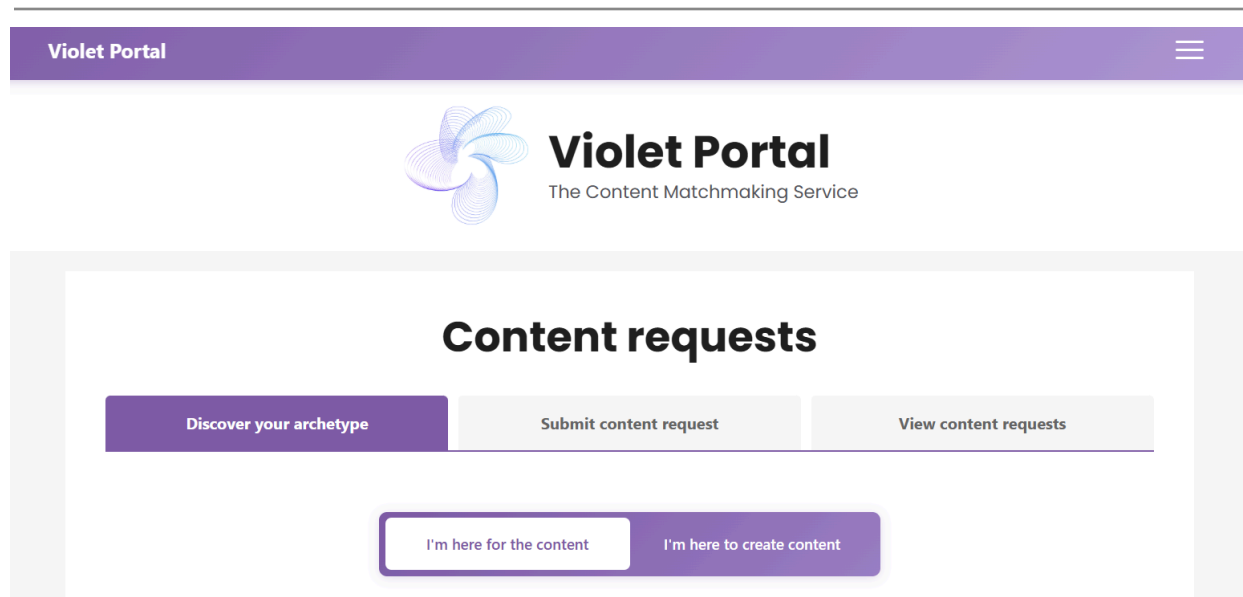 Violet Portal
Violet Portal
The Content Matchmaking Service
Content requests
Discover your archetype
Submit content request
View content requests
I'm here for the content
I'm here to create content